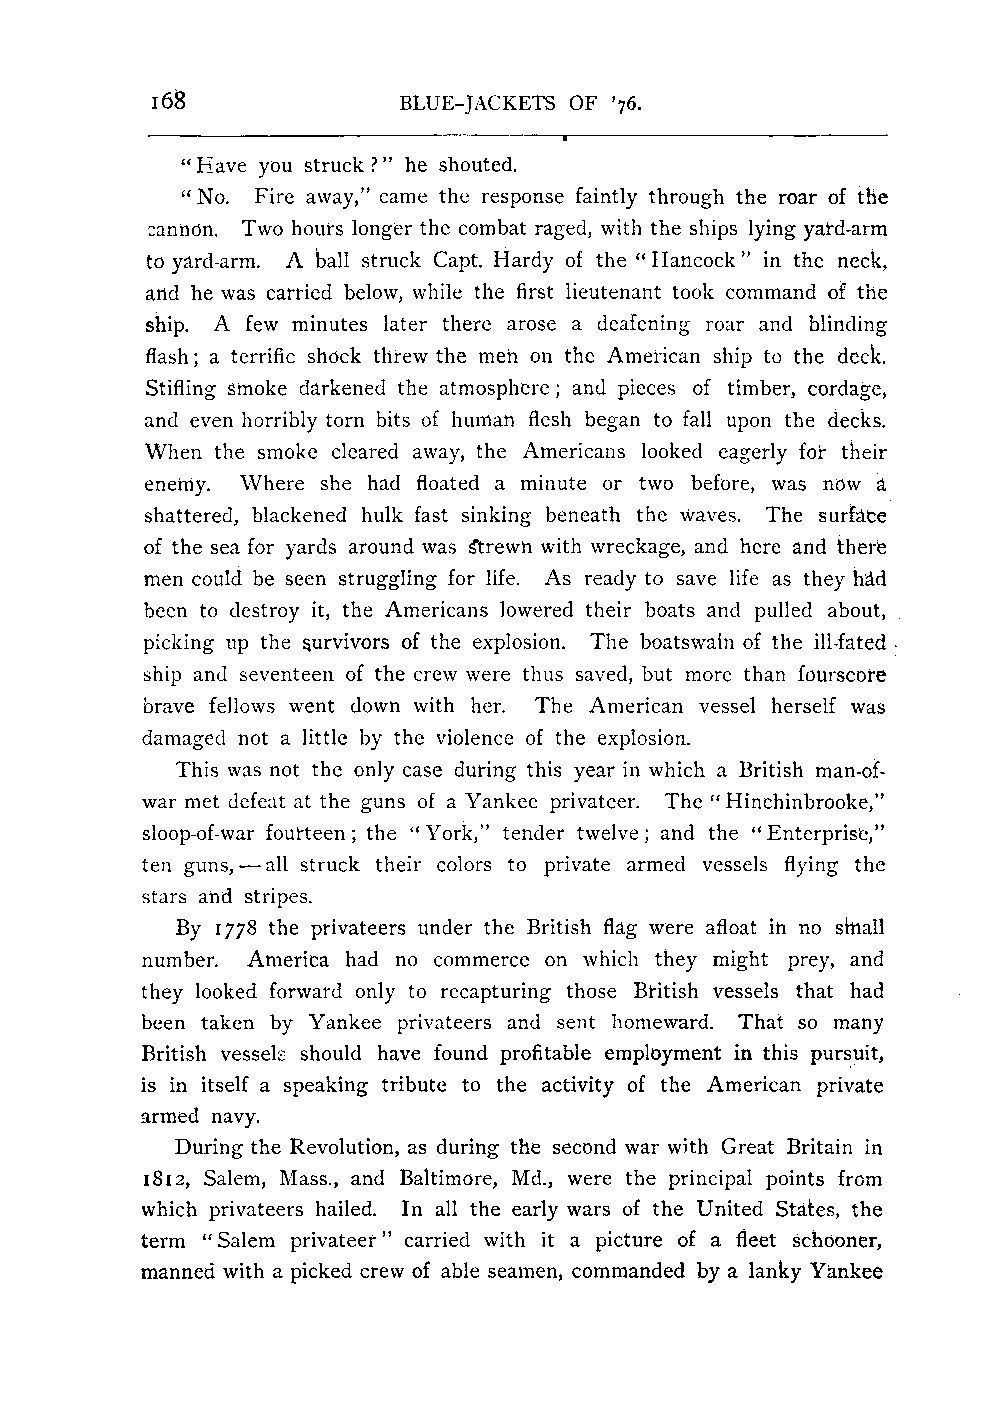 168 BLUE-JACKETS OF '76.
"Have you struck?" he shouted.
"No. Fire away," came the response faintly through the roar of the
cannon. Two hours longer the combat raged, with the ships lying yard-arm
to yard-arm. A ball struck Capt. Hardy of the "Hancock" in the neck,
and he was carried below, while the first lieutenant took command of the
ship. A few minutes later there arose a deafening roar and blinding
flash; a terrific shock threw the men on the American ship to the deck.
Stifling smoke darkened the atmosphere; and pieces of timber, cordage,
and even horribly torn bits of human flesh began to fall upon the decks.
When the smoke cleared away, the Americans looked eagerly for their
enemy. Where she had floated a minute or two before, was now a
shattered, blackened hulk fast sinking beneath the waves. The surface
of the sea for yards around was strewn with wreckage, and here and there
men could be seen struggling for life. As ready to save life as they had
been to destroy it, the Americans lowered their boats and pulled about,
picking up the survivors of the explosion. The boatswain of the ill-fated
ship and seventeen of the crew were thus saved, but more than fourscore
brave fellows went down with her. The American vessel herself was
damaged not a little by the violence of the explosion.
This was not the only case during this year in which a British man-of-
war met defeat at the guns of a Yankee privateer. The "Hinchinbrooke,"
sloop-of-war fourteen; the "York," tender twelve; and the "Enterprise,"
ten guns,—all struck their colors to private armed vessels flying the
stars and stripes.
By 1778 the privateers under the British flag were afloat in no small
number. America had no commerce on which they might prey, and
they looked forward only to recapturing those British vessels that had
been taken by Yankee privateers and sent homeward. That so many
British vessels should have found profitable employment in this pursuit,
is in itself a speaking tribute to the activity of the American private
armed navy.
During the Revolution, as during the second war with Great Britain in
1812, Salem, Mass., and Baltimore, Md., were the principal points from
which privateers hailed. In all the early wars of the United States, the
term "Salem privateer" carried with it a picture of a fleet schooner,
manned with a picked crew of able seamen, commanded by a lanky Yankee